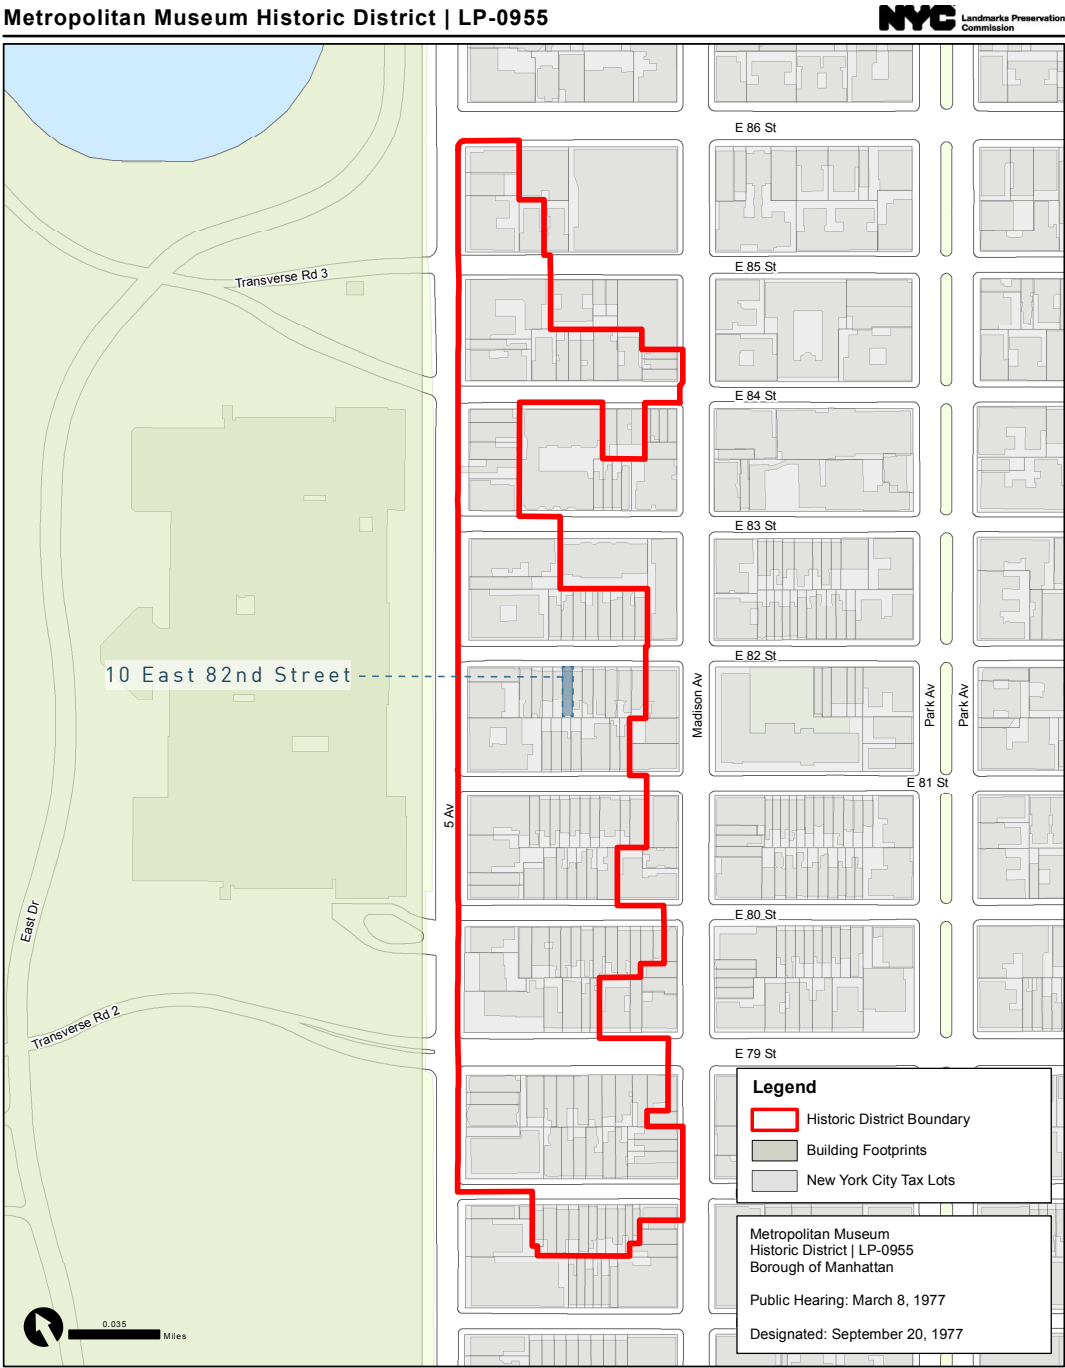 Metropolitan Museum Historic District | LP-0955
NYC Landmarks Preservation
Commission
E 86 St
E 85 St
Transverse Rd 3
E 84 St
E 83 St
E 82 St
10 East 82nd Street
Madison Av
Park Av
Park Av
E 81 St
5 Av
East Dr
E 80 St
Transverse Rd 2
E 79 St
Legend
Historic District Boundary
Building Footprints
New York City Tax Lots
Metropolitan Museum
Historic District | LP-0955
Borough of Manhattan
Public Hearing: March 8, 1977
Designated: September 20, 1977
0.035
Miles